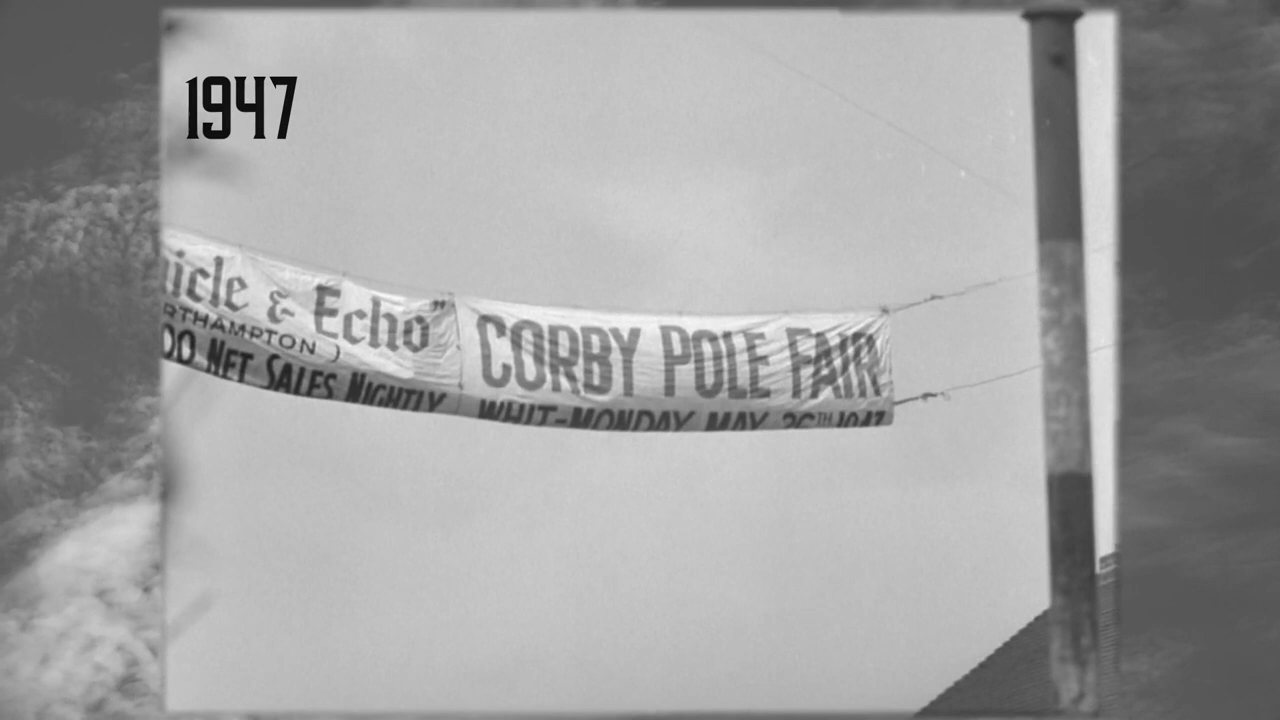 1947
icle & Echo"
RTHAMPTON )
00 NET SALES NIGHTLY
CORBY POLE FAIR
WHIT-MONDAY MAY 26TH 1947